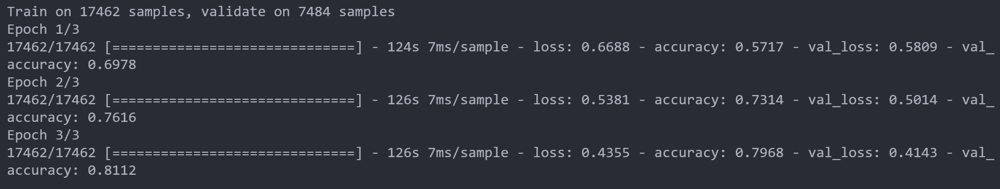 Train on 17462 samples, validate on 7484 samples
Epoch 1/3
17462/17462 [==============================] - 124s 7ms/sample - loss: 0.6688 - accuracy: 0.5717 - val_loss: 0.5809 - val_
accuracy: 0.6978
Epoch 2/3
17462/17462 [==============================] - 126s 7ms/sample - loss: 0.5381 - accuracy: 0.7314 - val_loss: 0.5014 - val_
accuracy: 0.7616
Epoch 3/3
17462/17462 [==============================] - 126s 7ms/sample - loss: 0.4355 - accuracy: 0.7968 - val_loss: 0.4143 - val_
accuracy: 0.8112